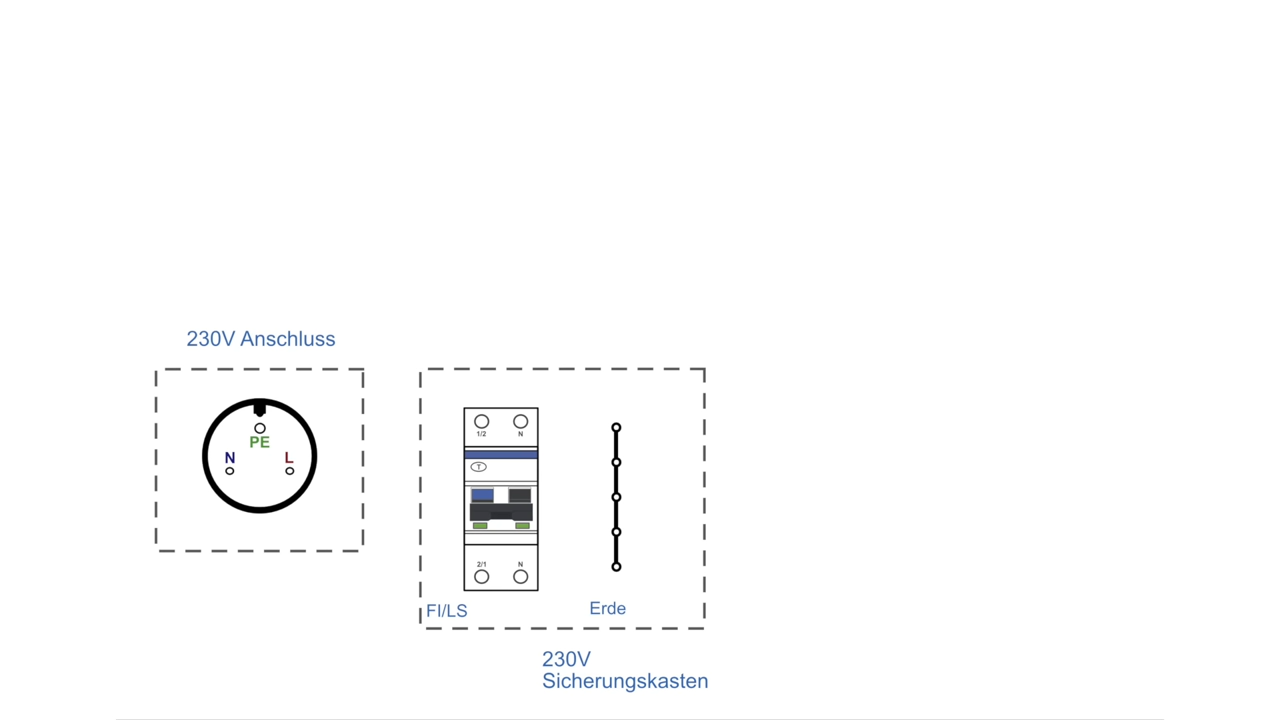 230V Anschluss
PE
N
L
1/2
N
T
2/1
N
FI/LS
Erde
230V
Sicherungskasten